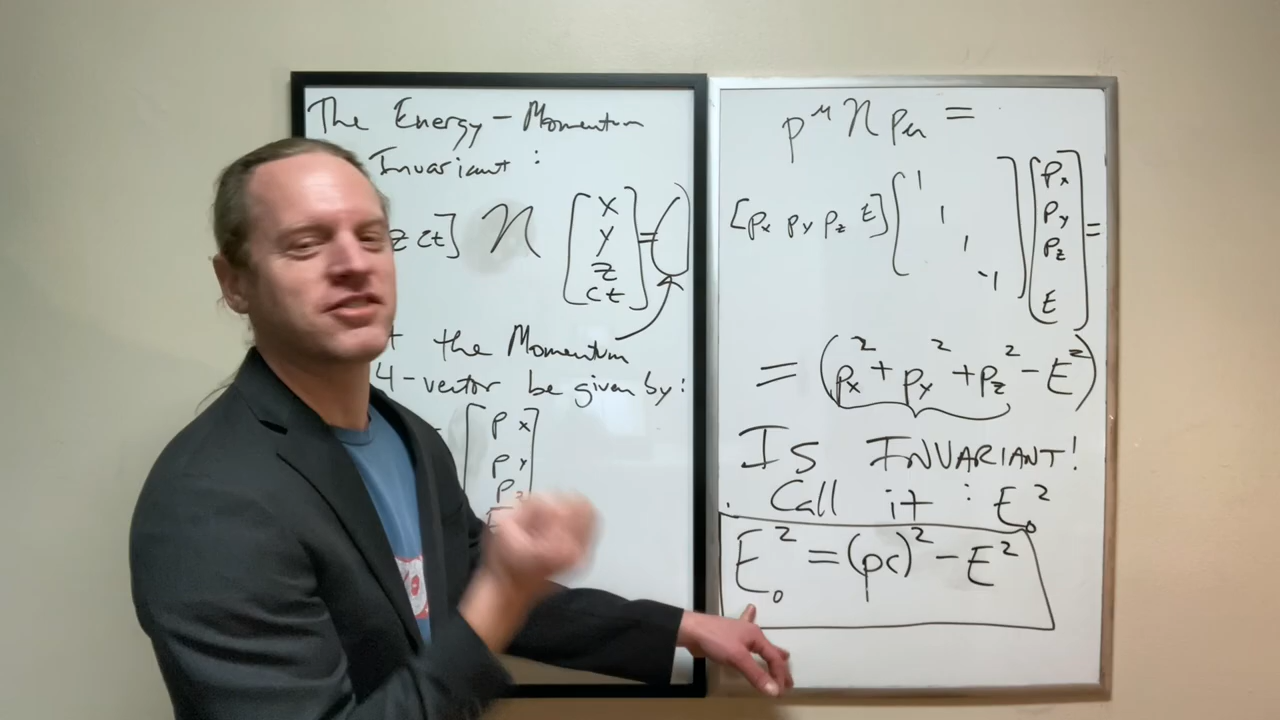 The Energy-Momentum
Invariant :
z ct] η [x y z ct] = ( )
t the Momentum
4-vector be given by:
[Px
Py
Pz
p^μ η pμ =
[px py pz E] [1 1 1 -1] [px py pz E] =
= (px² + py² + pz² - E²)
Is INVARIANT!
Call it : E₀²
E₀² = (pc)² - E²